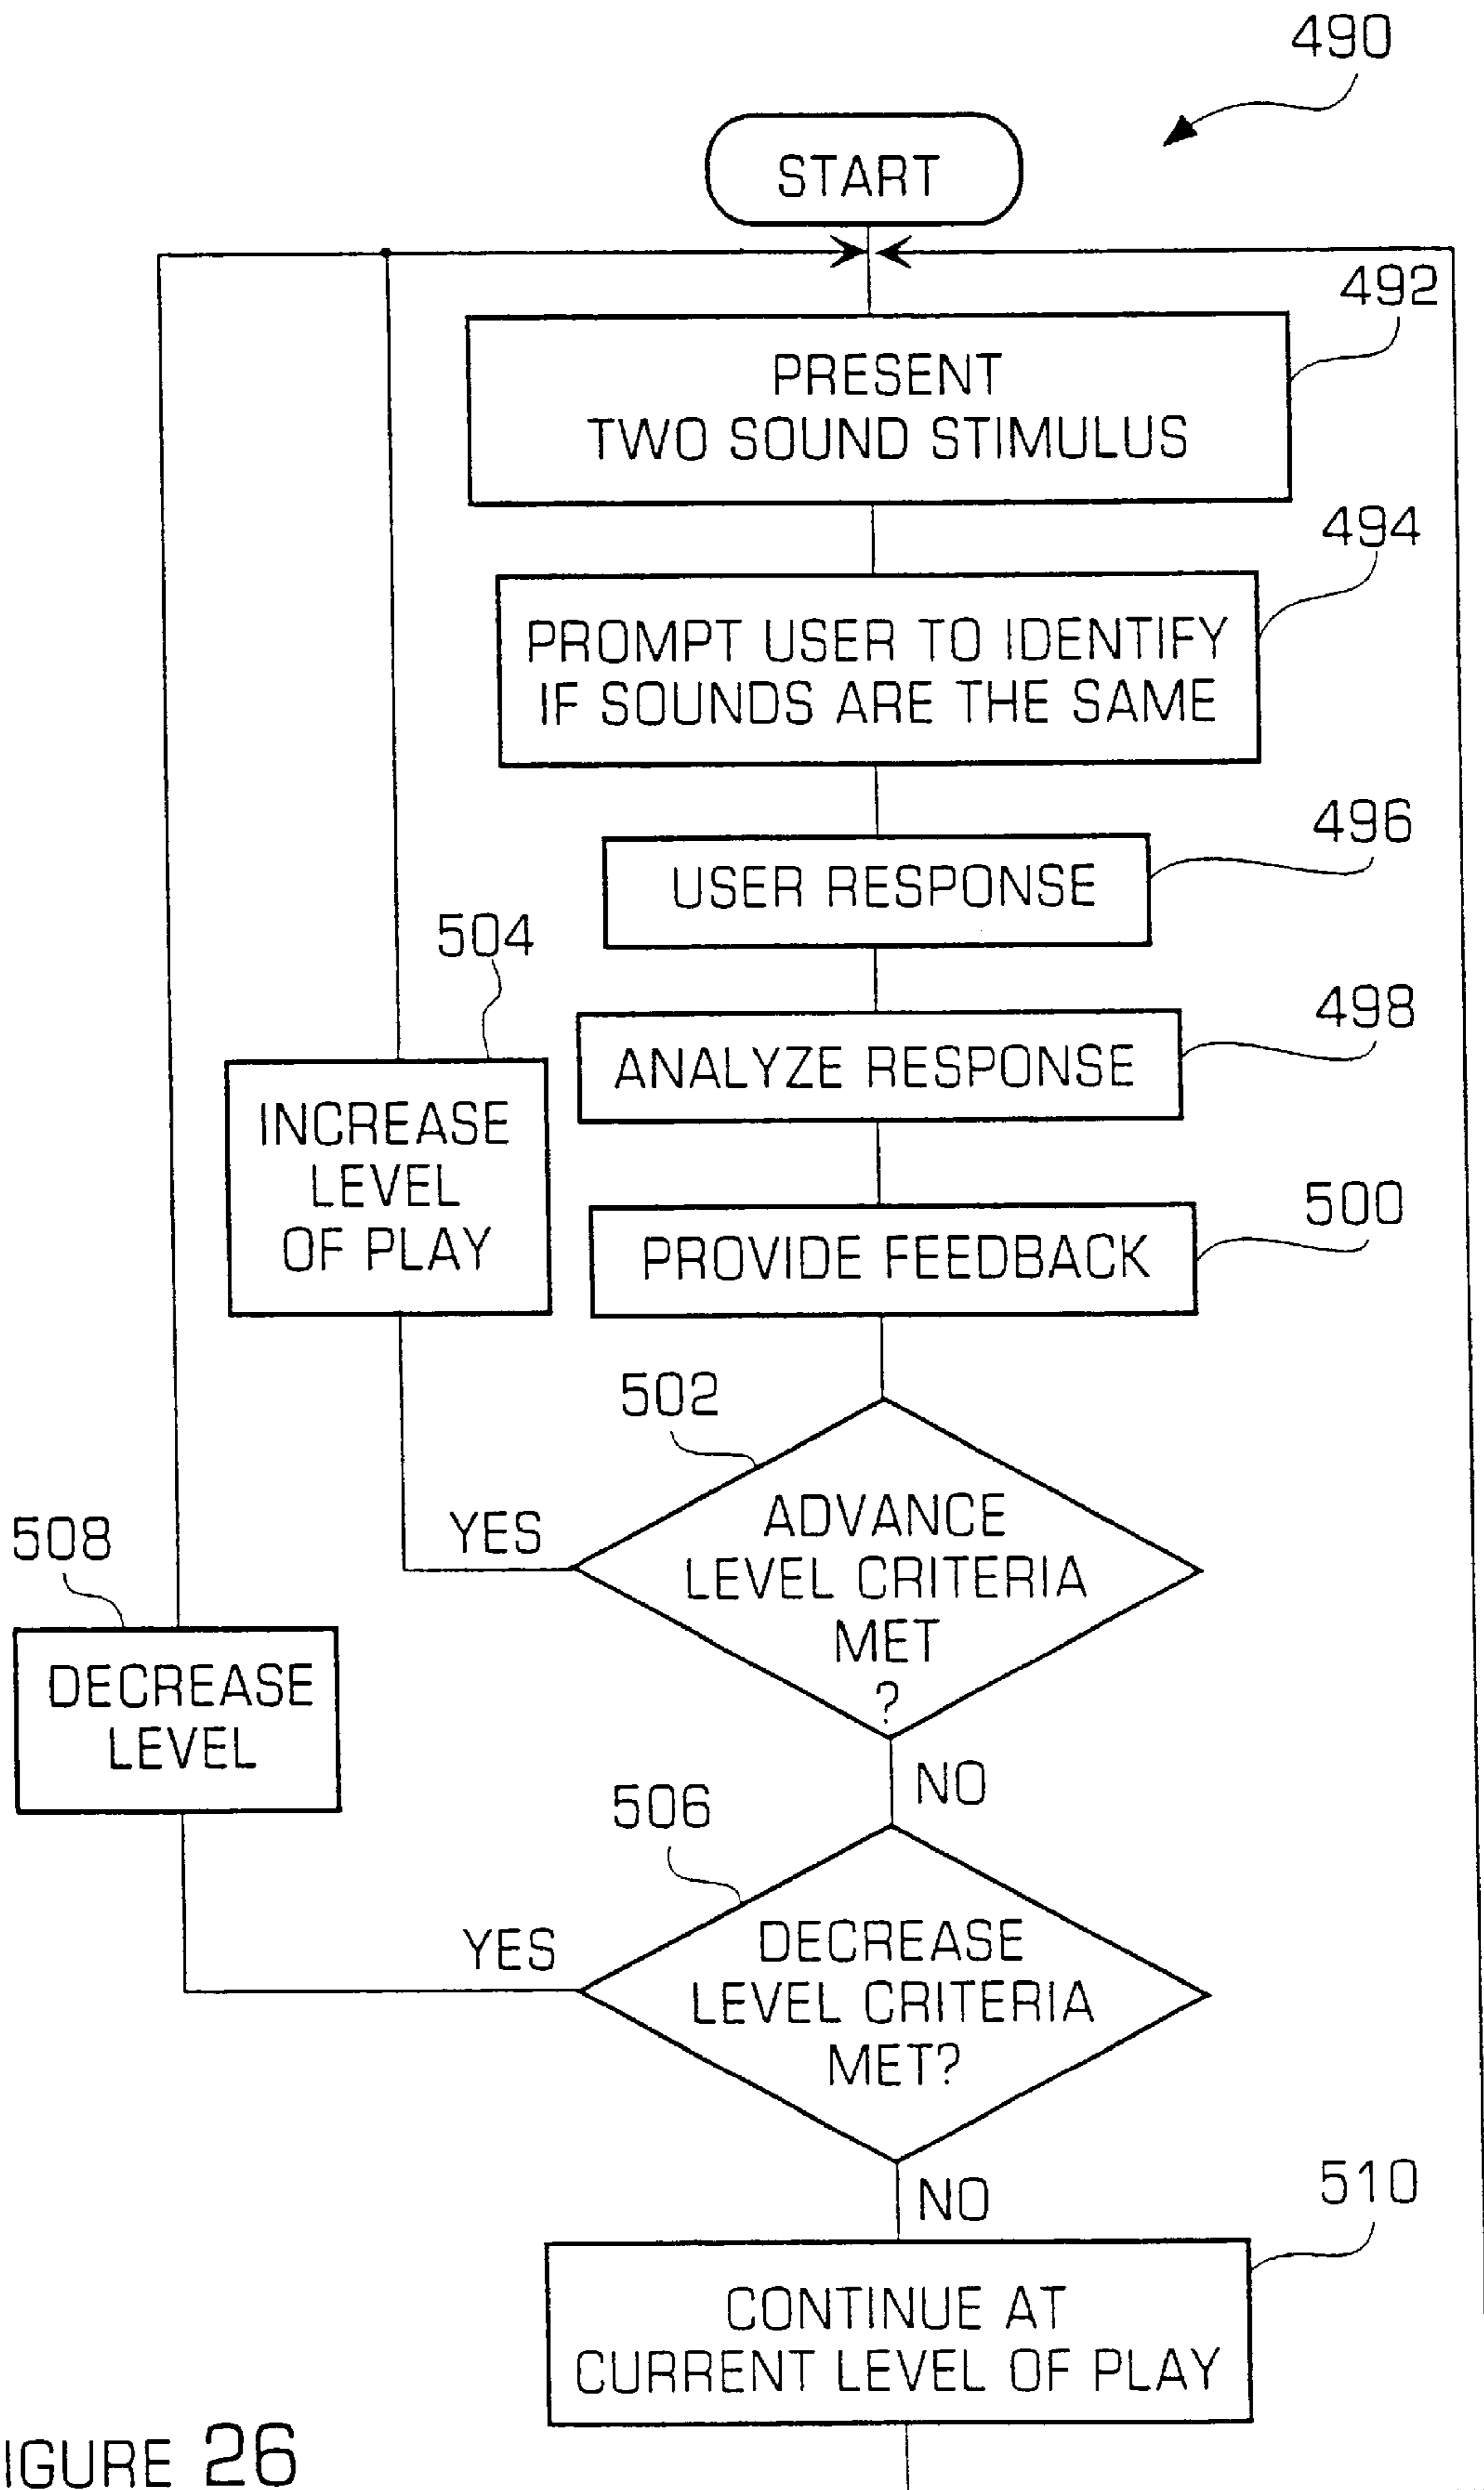 490
START
492
PRESENT
TWO SOUND STIMULUS
494
PROMPT USER TO IDENTIFY
IF SOUNDS ARE THE SAME
496
USER RESPONSE
504
498
ANALYZE RESPONSE
INCREASE
LEVEL
OF PLAY
500
PROVIDE FEEDBACK
502
ADVANCE
LEVEL CRITERIA
MET
?
YES
508
DECREASE
LEVEL
NO
506
DECREASE
LEVEL CRITERIA
MET?
YES
NO
510
CONTINUE AT
CURRENT LEVEL OF PLAY
IGURE 26